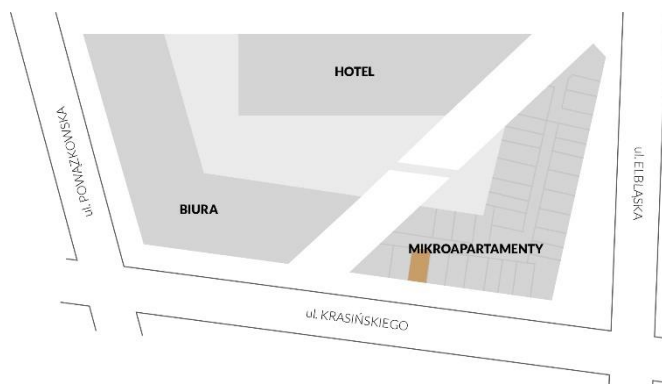 HOTEL
ul. POWĄZKOWSKA
ul. ELBLĄSKA
BIURA
MIKROAPARTAMENTY
ul. KRASIŃSKIEGO